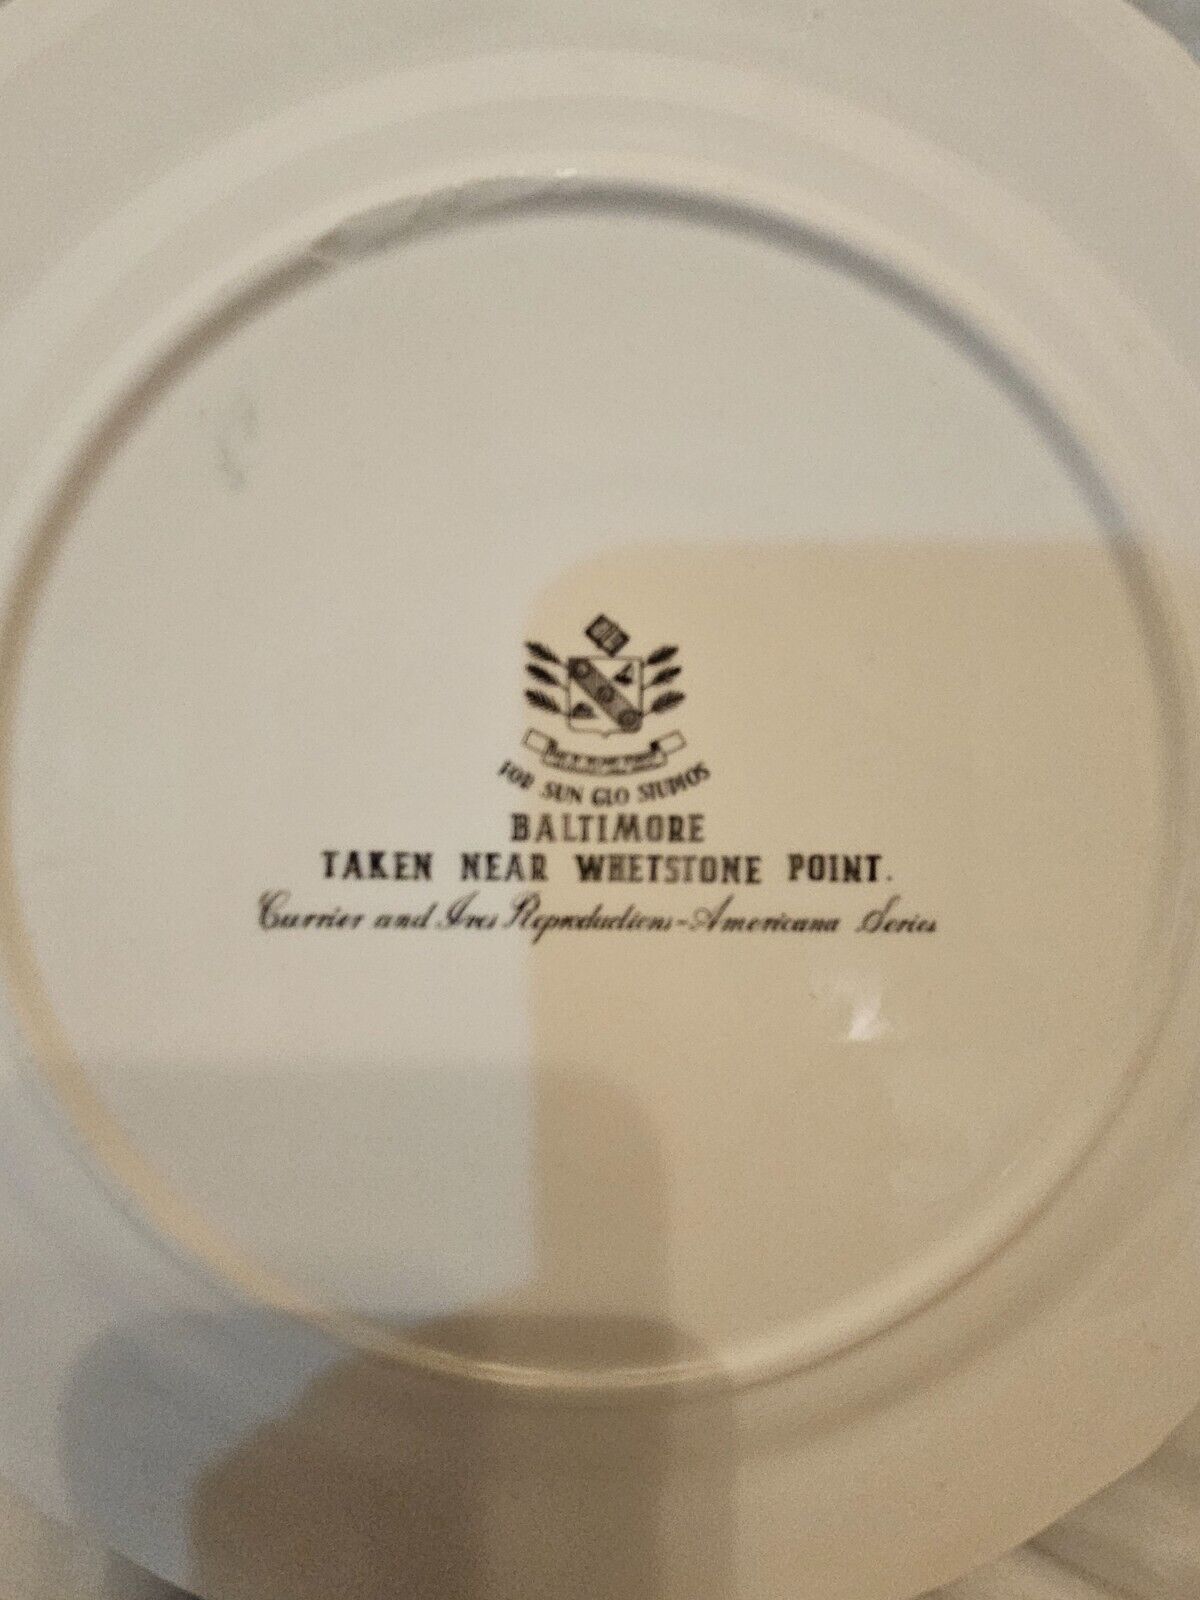 FOR SUN GLO STUDIOS
BALTIMORE
TAKEN NEAR WHETSTONE POINT.
Currier and Ives Reproductions-Americana Series